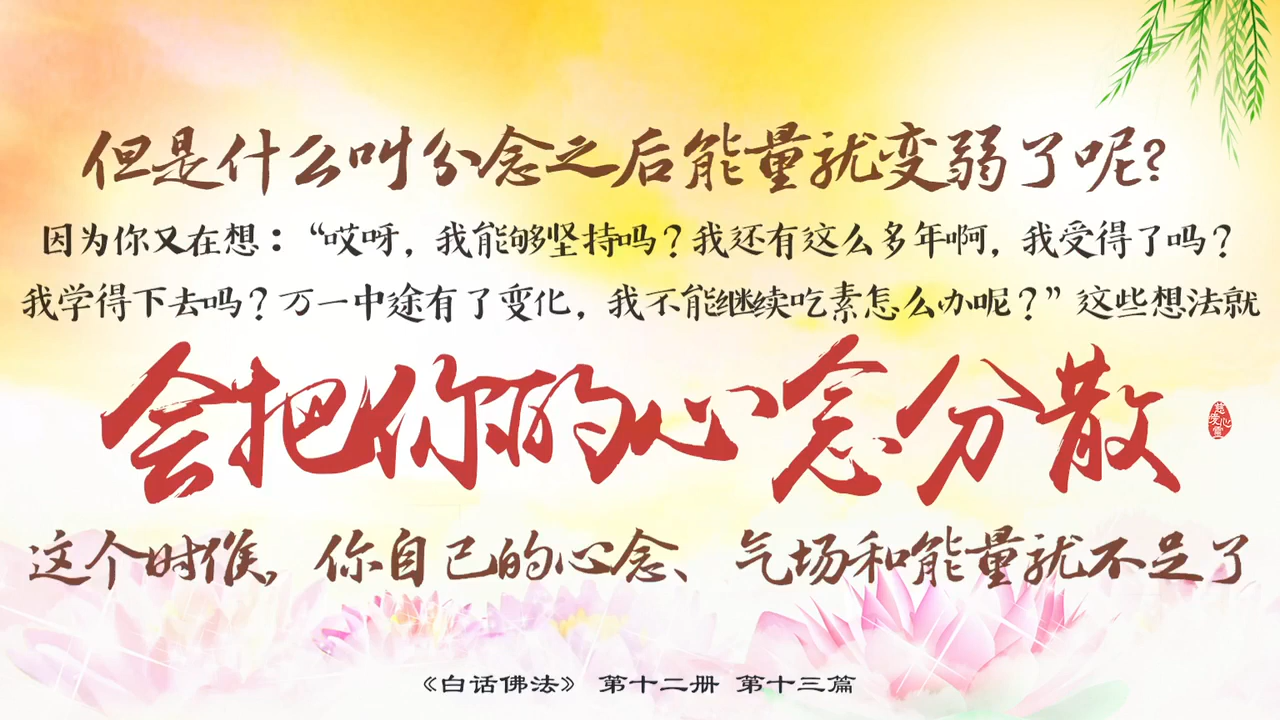 但是什么叫分念之后能量就变弱了呢?
因为你又在想：“哎呀，我能够坚持吗？我还有这么多年啊，我受得了吗？
我学得下去吗？万一中途有了变化，我不能继续吃素怎么办呢？”这些想法就
会把你的心念分散
这个时候，你自己的心念、气场和能量就不足了
《白话佛法》 第十二册 第十三篇